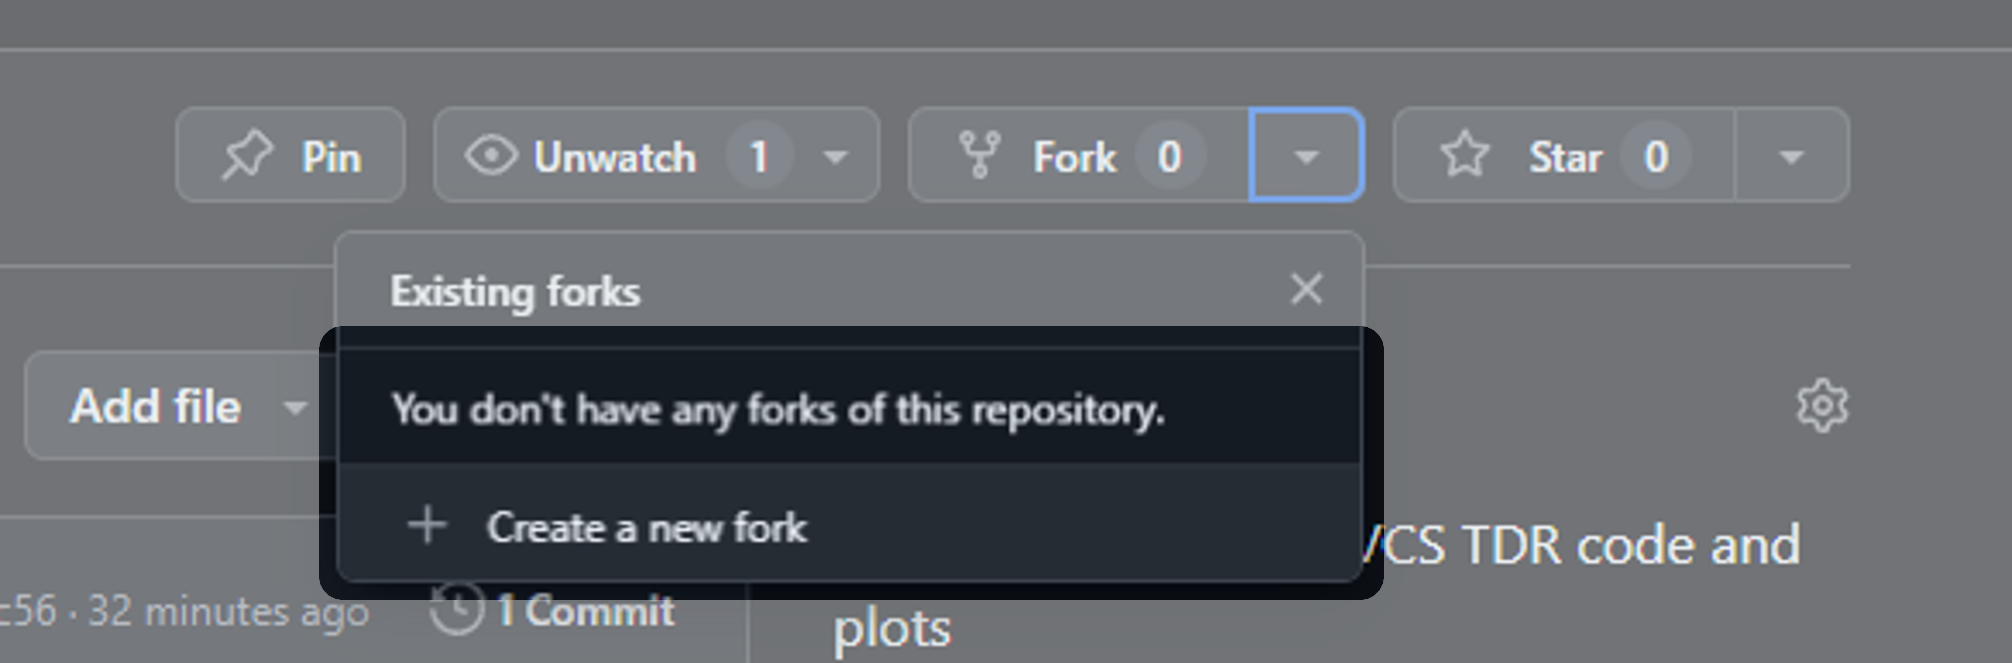 Pin Unwatch 1 Fork 0 Star 0
Existing forks
Add file
You don't have any forks of this repository.
Create a new fork
/CS TDR code and
plots
c56 · 32 minutes ago 1 Commit